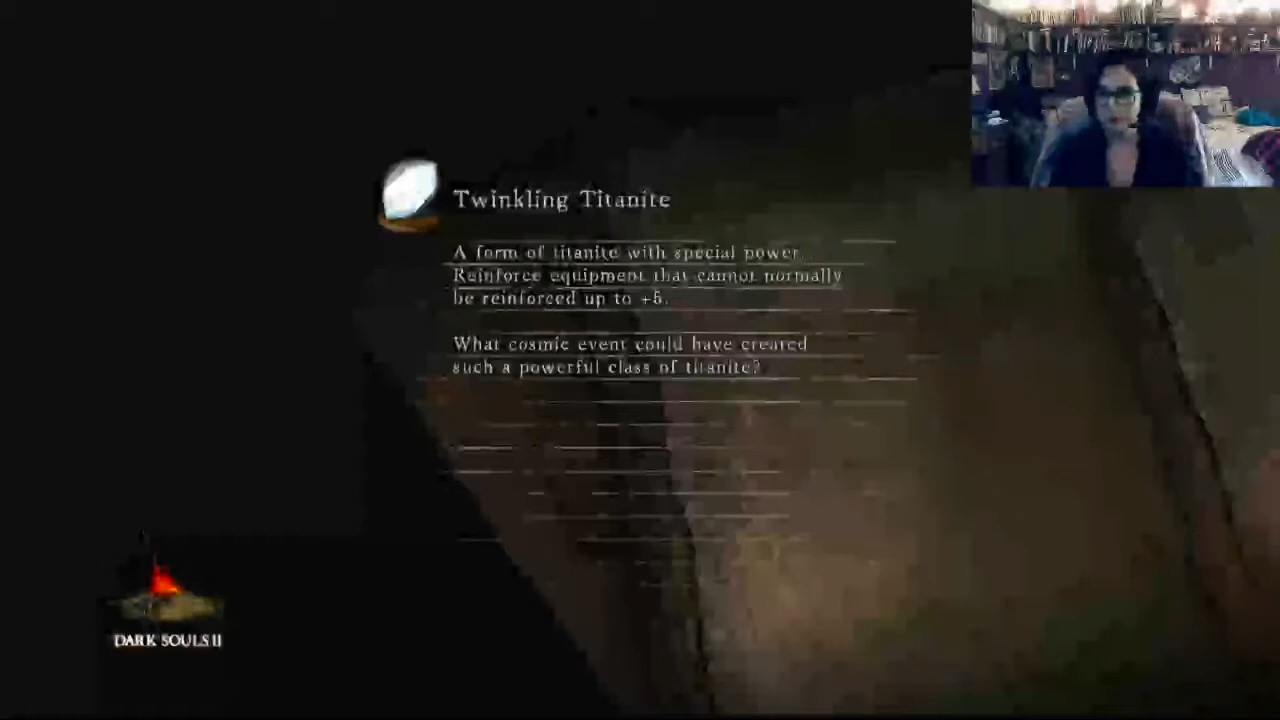 Twinkling Titanite
A form of titanite with special power.
Reinforce equipment that cannot normally
be reinforced up to +5.
What cosmic event could have created
such a powerful class of titanite?
DARK SOULS II